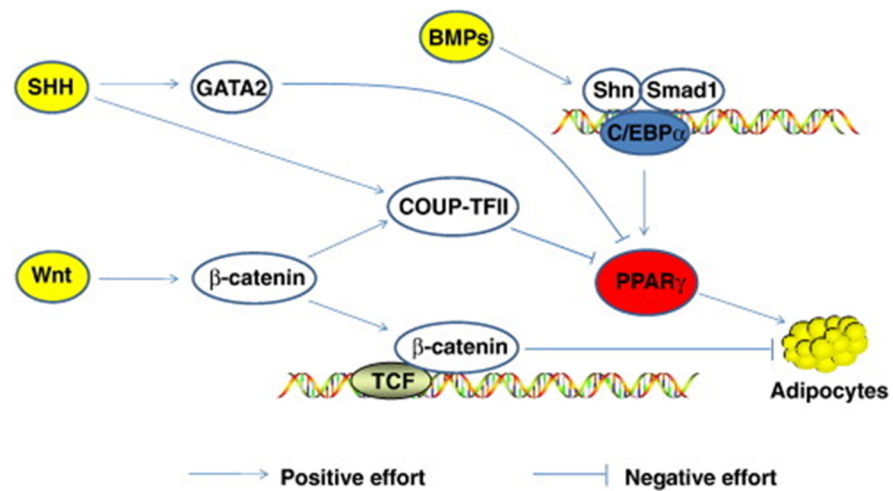 BMPs
SHH
GATA2
Shn
Smad1
C/EBPα
COUP-TFII
Wnt
β-catenin
PPARγ
β-catenin
TCF
Adipocytes
Positive effort
Negative effort